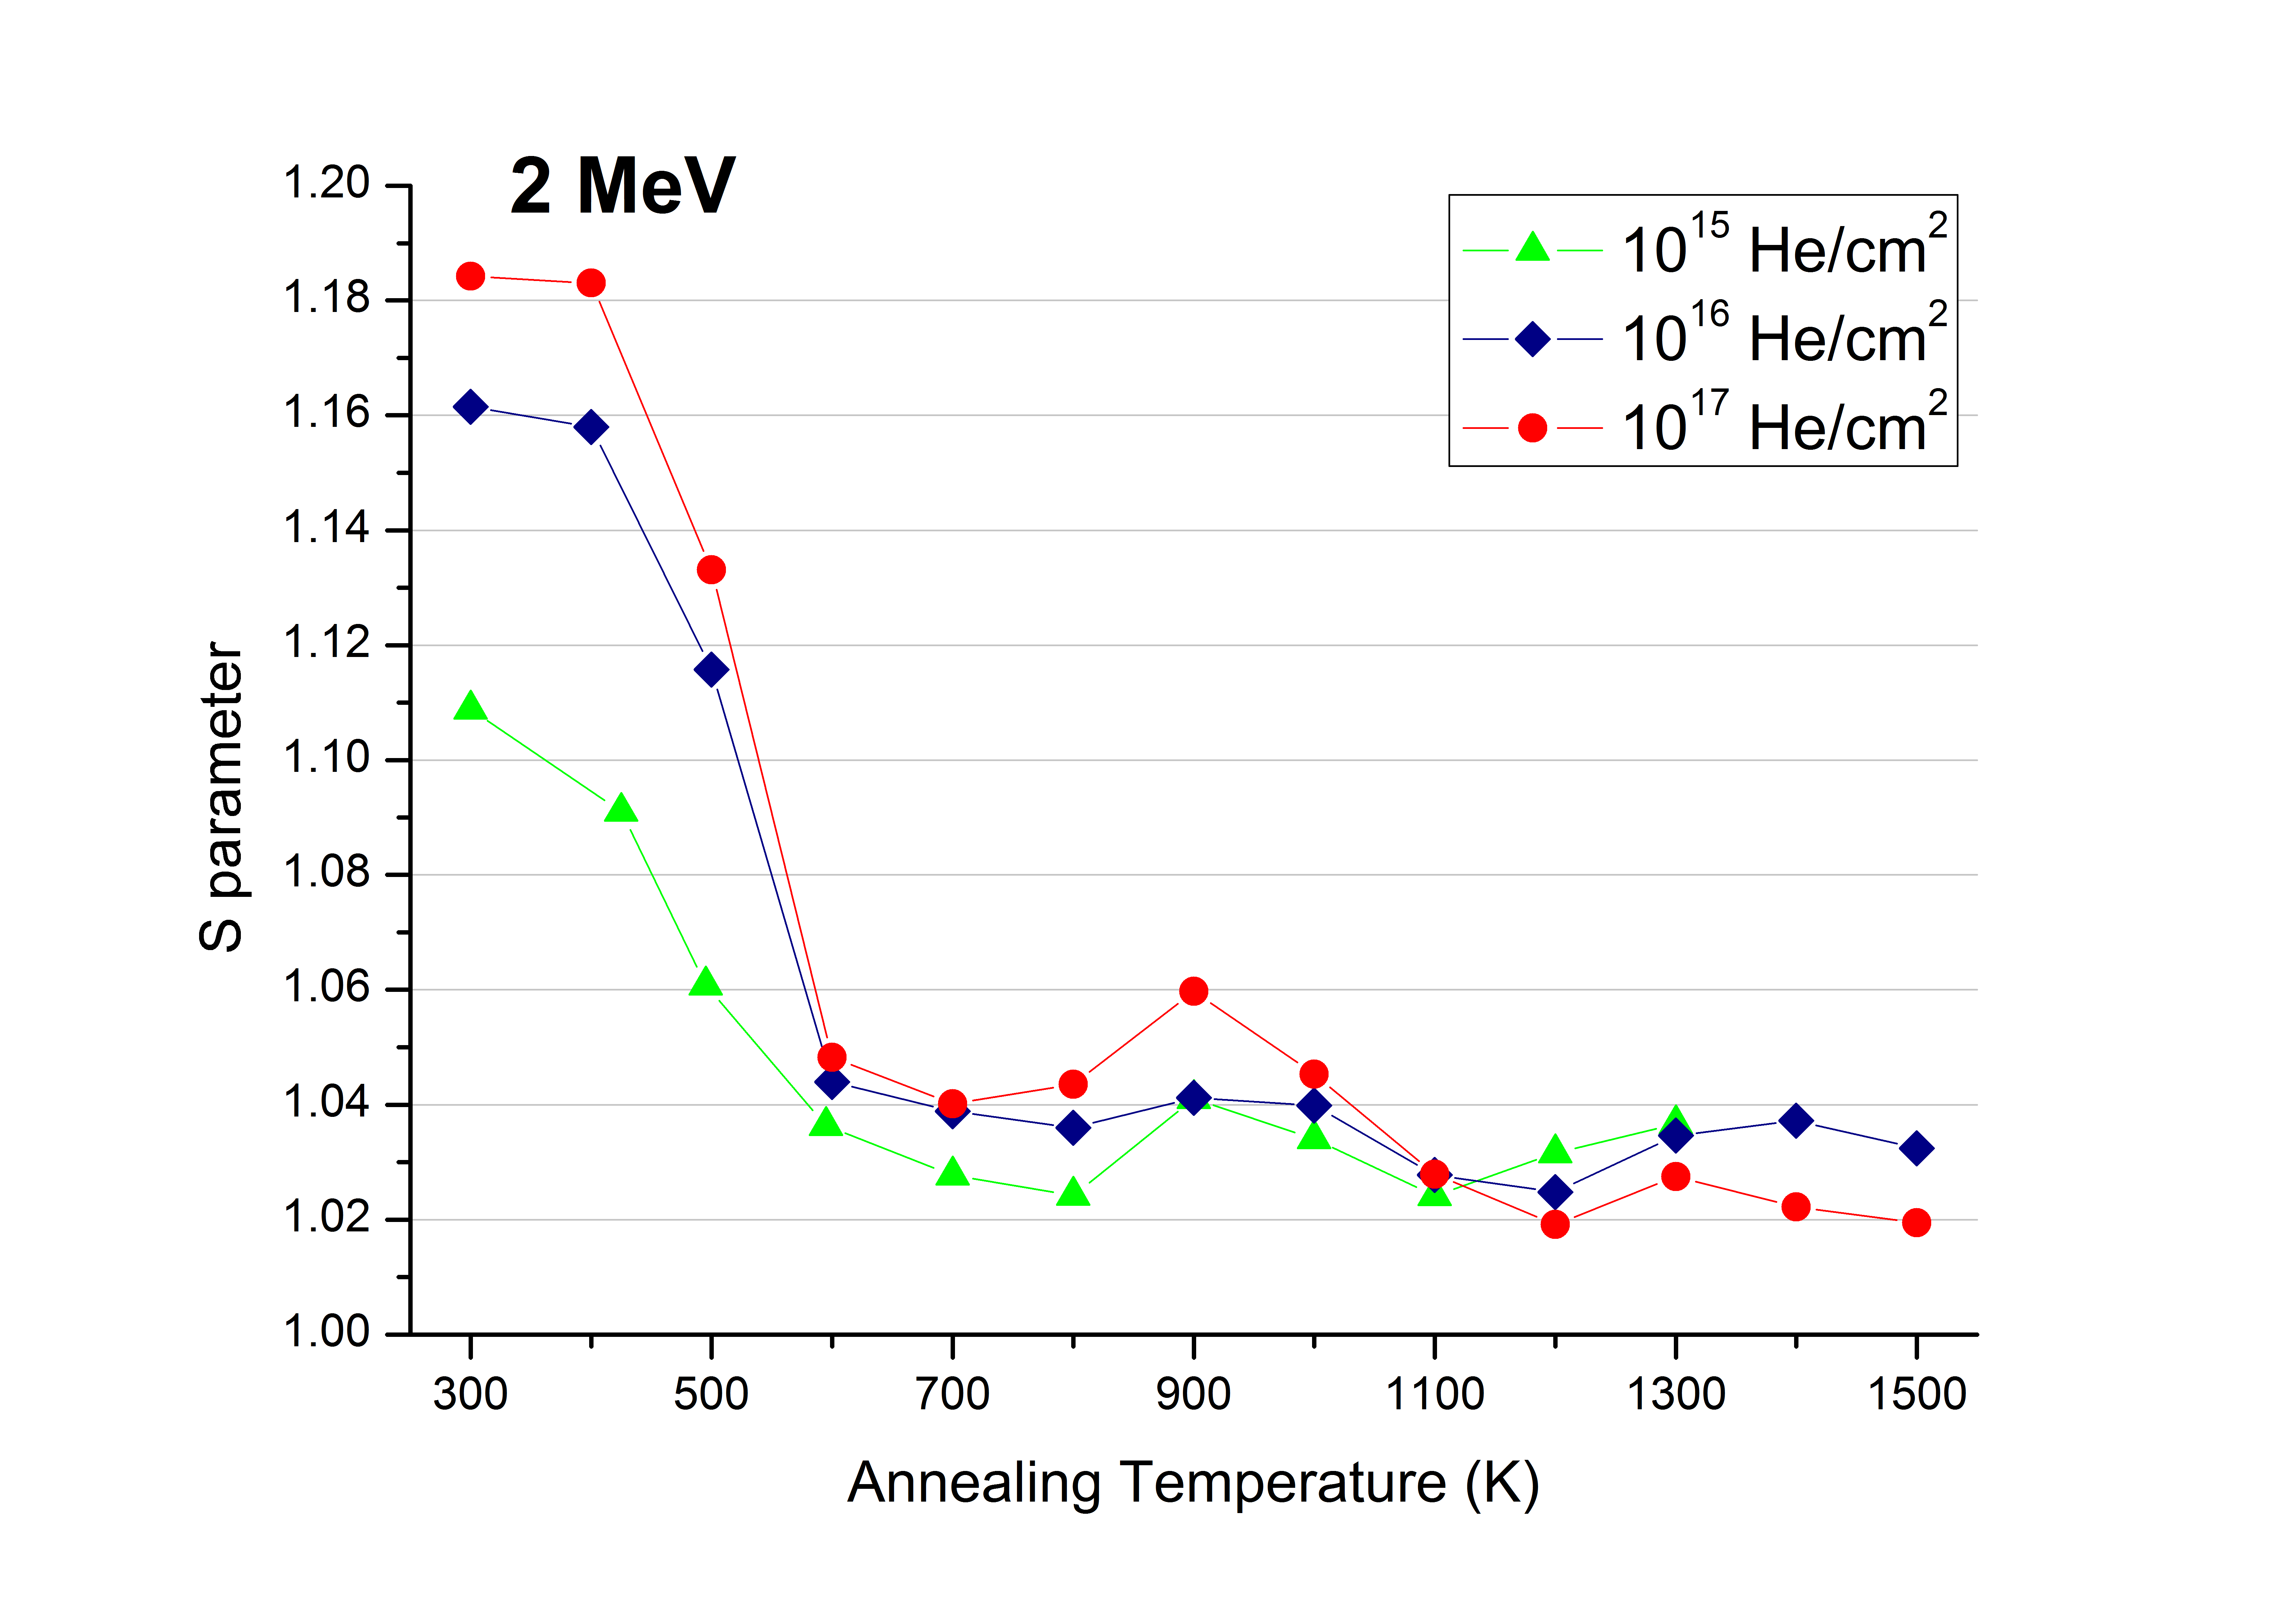 2 MeV
10¹⁵ He/cm²
10¹⁶ He/cm²
10¹⁷ He/cm²
S parameter
1.20
1.18
1.16
1.14
1.12
1.10
1.08
1.06
1.04
1.02
1.00
300 500 700 900 1100 1300 1500
Annealing Temperature (K)